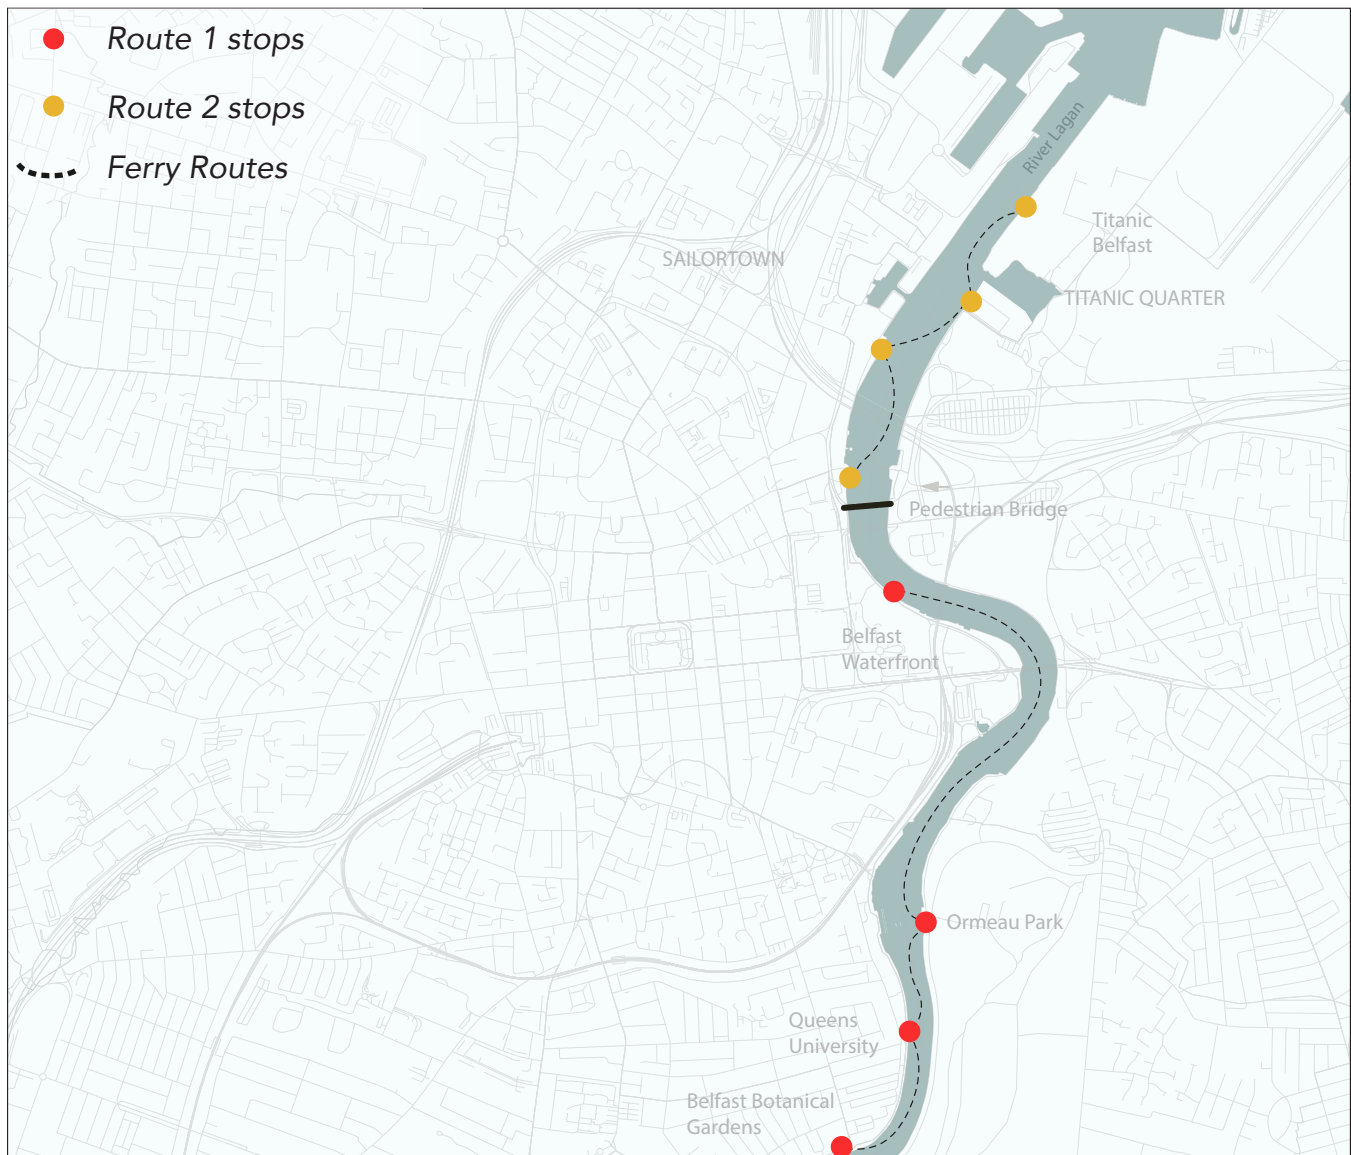 Route 1 stops
Route 2 stops
Ferry Routes
River Lagan
Titanic
Belfast
SAILORTOWN
TITANIC QUARTER
Pedestrian Bridge
Belfast
Waterfront
Ormeau Park
Queens
University
Belfast Botanical
Gardens